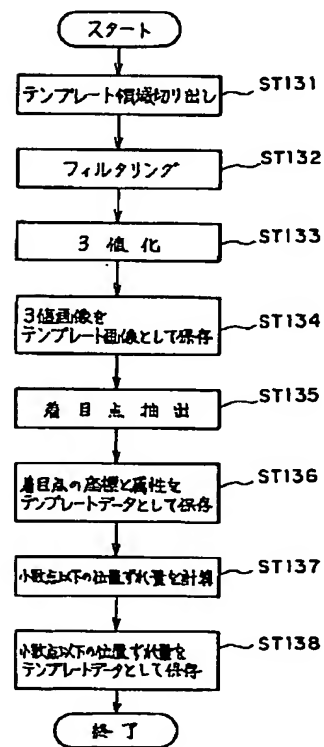 スタート
テンプレート領域切り出し
ST131
フィルタリング
ST132
3値化
ST133
3値画像を
テンプレート画像として保存
ST134
着目点抽出
ST135
着目点の座標と属性を
テンプレートデータとして保存
ST136
小数点以下の位置ずれ量を計算
ST137
小数点以下の位置ずれ量を
テンプレートデータとして保存
ST138
終了